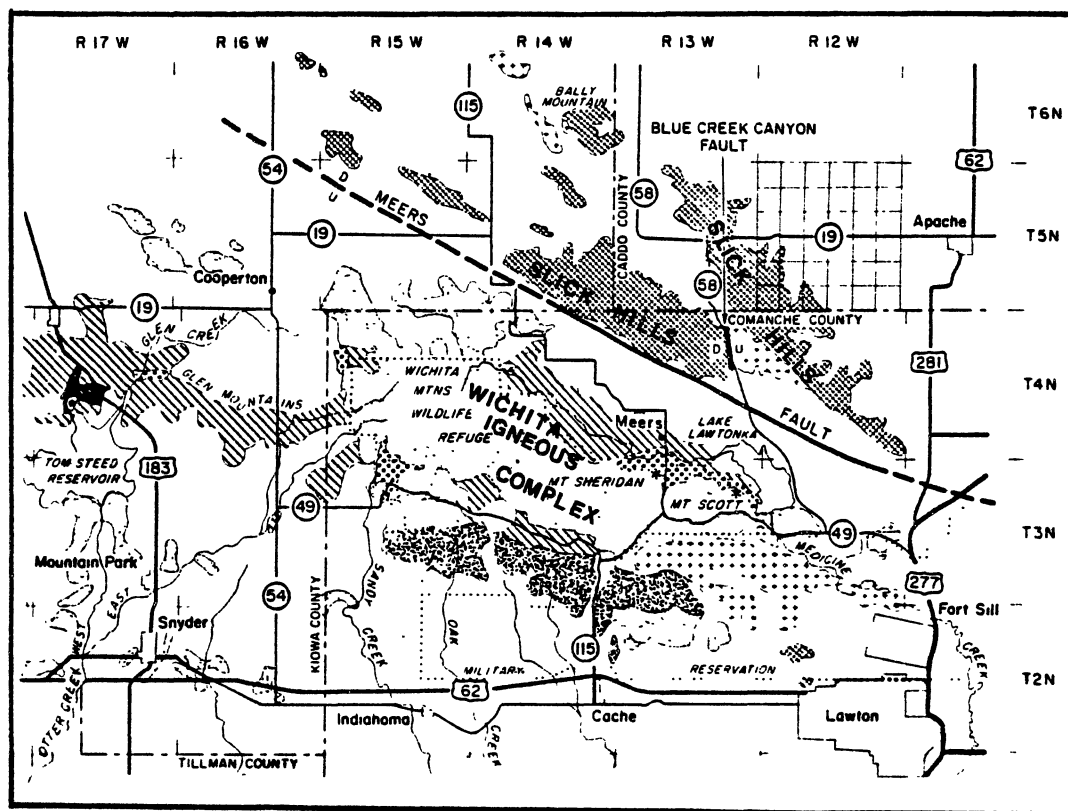 R 17 W R 16 W R 15 W R 14 W R 13 W R 12 W
BALLY
MOUNTAIN
115
T6N
BLUE CREEK CANYON
FAULT
62
54
D
U
MEERS
58
CADDO COUNTY
SLICK
Apache
19
19
T5N
Cooperton
SLICK
HILLS
58
19
GLEN CREEK
COMANCHE COUNTY
HILLS
D U
281
GLEN MOUNTAINS
WICHITA
MTNS
WILDLIFE
REFUGE
T4N
WICHITA
IGNEOUS
COMPLEX
Meers
LAKE
LAWTONKA
FAULT
183
TOM STEED
RESERVOIR
MT SHERIDAN
MT SCOTT
49
49
T3N
MEDICINE
CREEK
Mountain Park
277
54
KIOWA COUNTY
SANDY
CREEK
Fort Sill
EAST
WEST
Snyder
OAK
CREEK
115
MILITARY
RESERVATION
T2N
62
OTTER CREEK
Indiahoma
Cache
Lawton
TILLMAN COUNTY